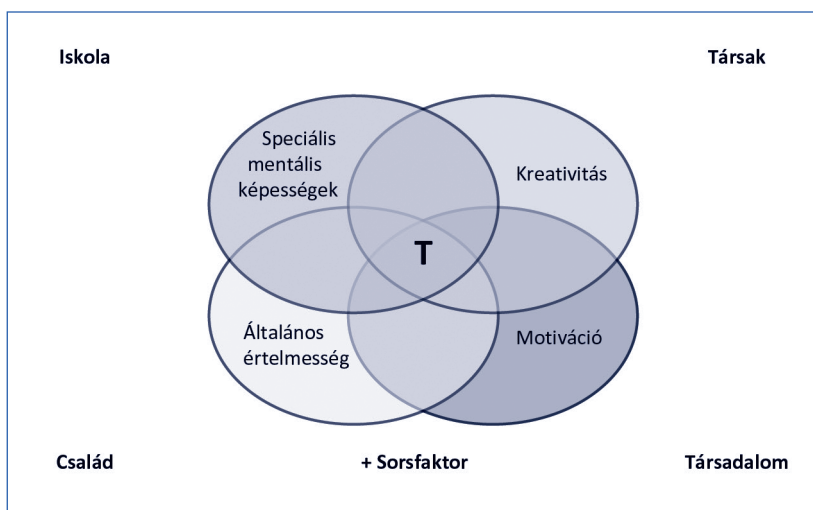 Iskola
Társak
Speciális
mentális
képességek
Kreativitás
T
Általános
értelmesség
Motiváció
Család
+ Sorsfaktor
Társadalom